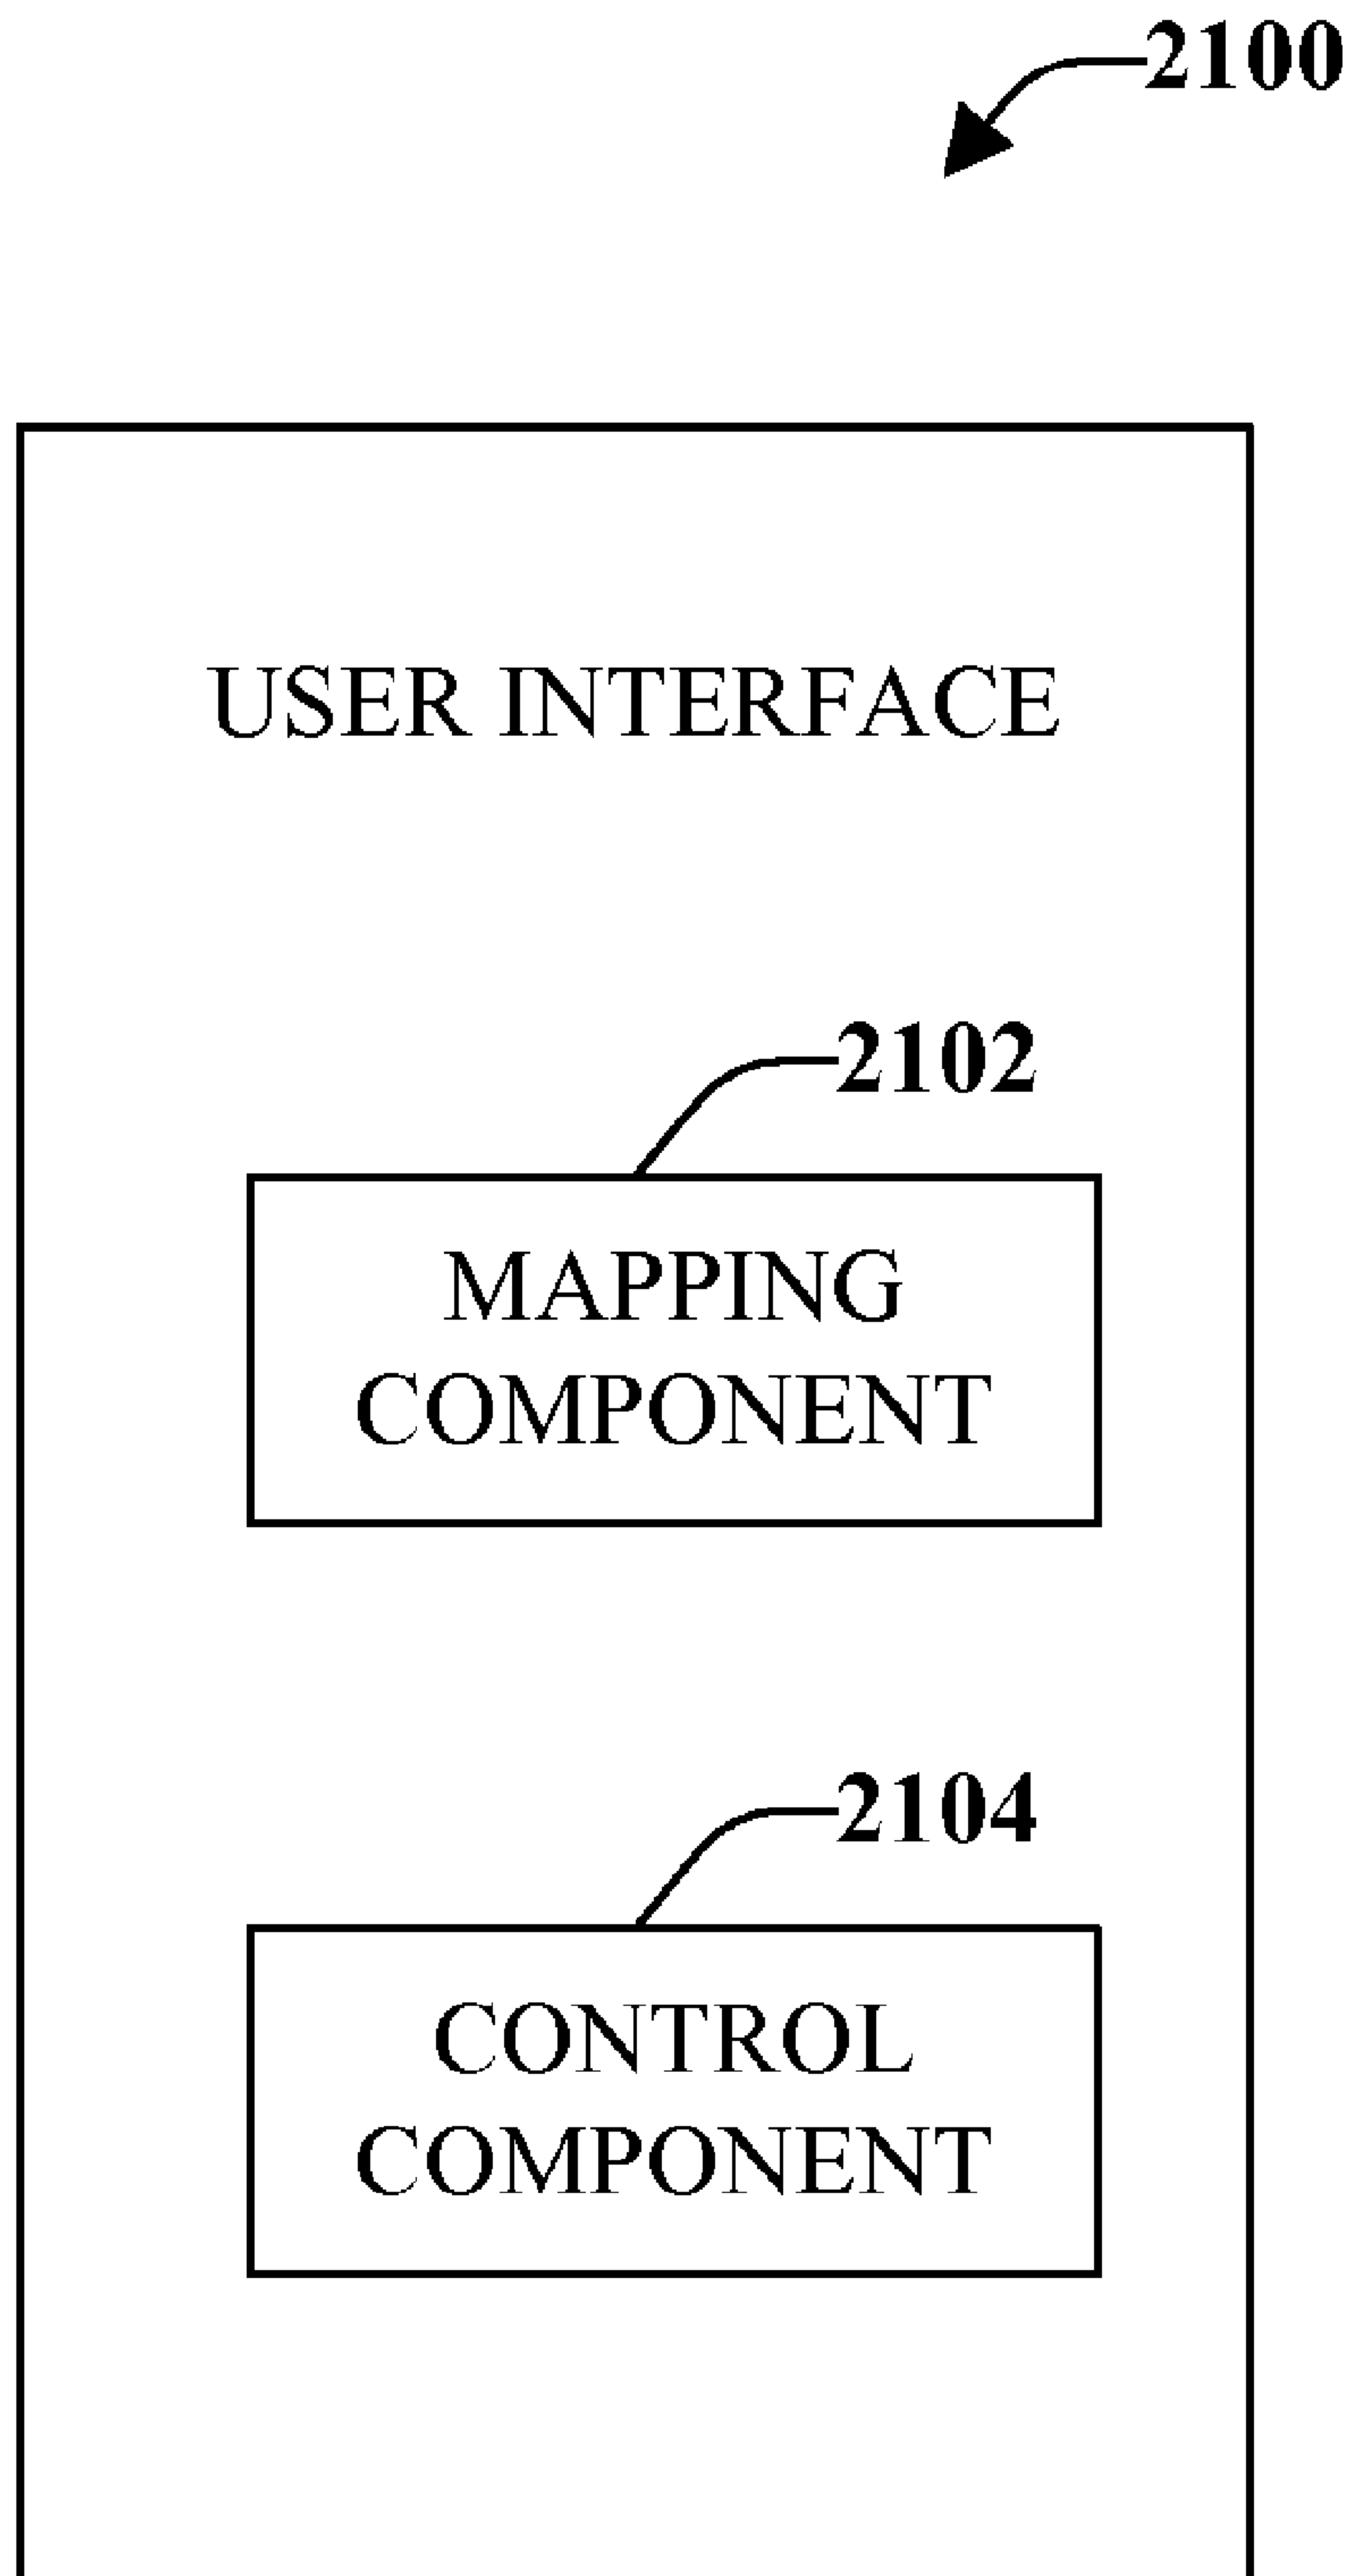 2100
USER INTERFACE
2102
MAPPING
COMPONENT
2104
CONTROL
COMPONENT